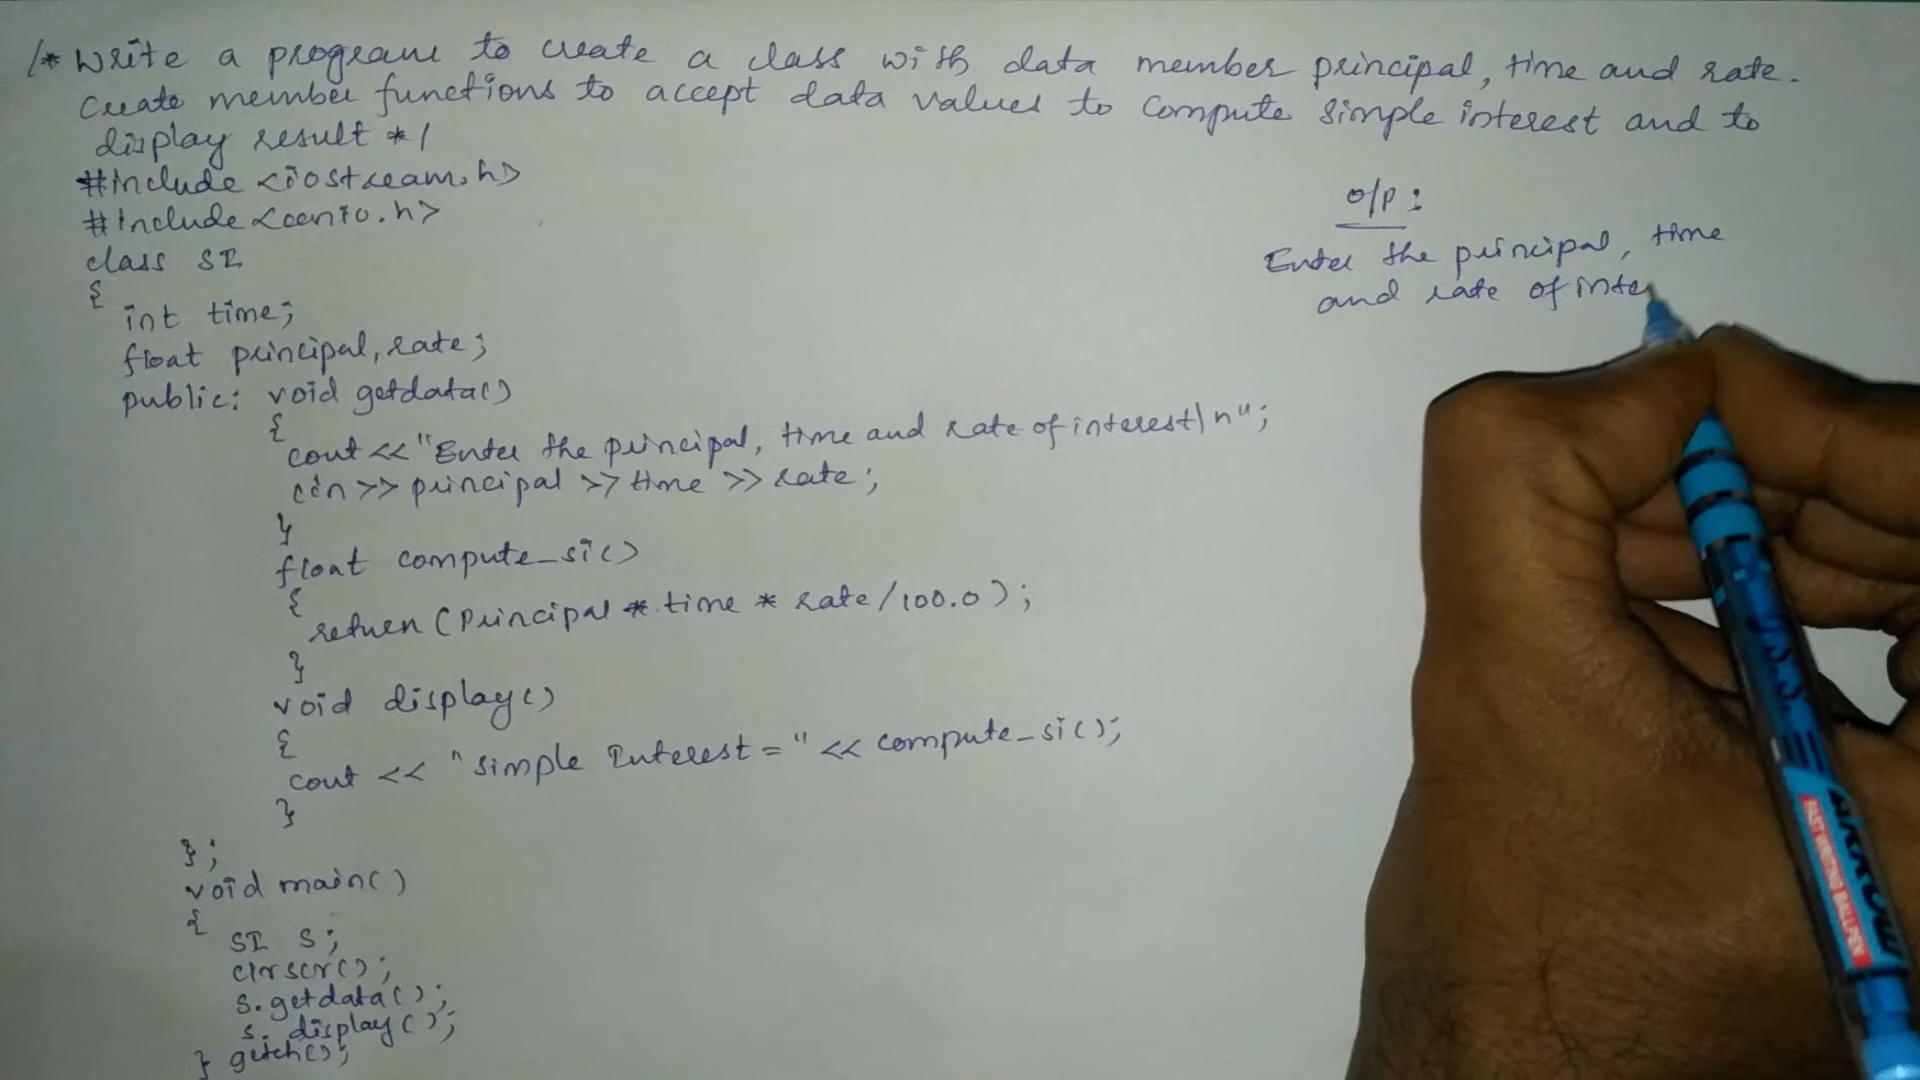 /* Write a program to create a class with data member principal, time and rate.
Create member functions to accept data values to compute simple interest and to
display result */
#include <iostream.h>
#include <conio.h>
class SI
{
int time;
float principal, rate;
public: void getdata()
{
cout << "Enter the principal, time and rate of interest\n";
cin >> principal >> time >> rate;
}
float compute_si()
{
return (Principal * time * rate/100.0);
}
void display()
{
cout << "simple Interest = " << compute_si();
}
};
void main()
{
SI s;
clrscr();
s.getdata();
s.display();
} getch();
o/p:
Enter the principal, time
and rate of inte
FAST WRITING BALLPEN